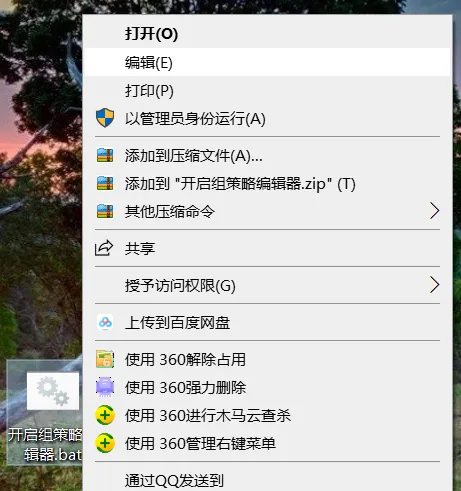 打开(O)
编辑(E)
打印(P)
以管理员身份运行(A)
添加到压缩文件(A)...
添加到 "开启组策略编辑器.zip" (T)
其他压缩命令
共享
授予访问权限(G)
上传到百度网盘
使用 360解除占用
使用 360强力删除
使用 360进行木马云查杀
使用 360管理右键菜单
通过QQ发送到
开启组策略
辑器.bat